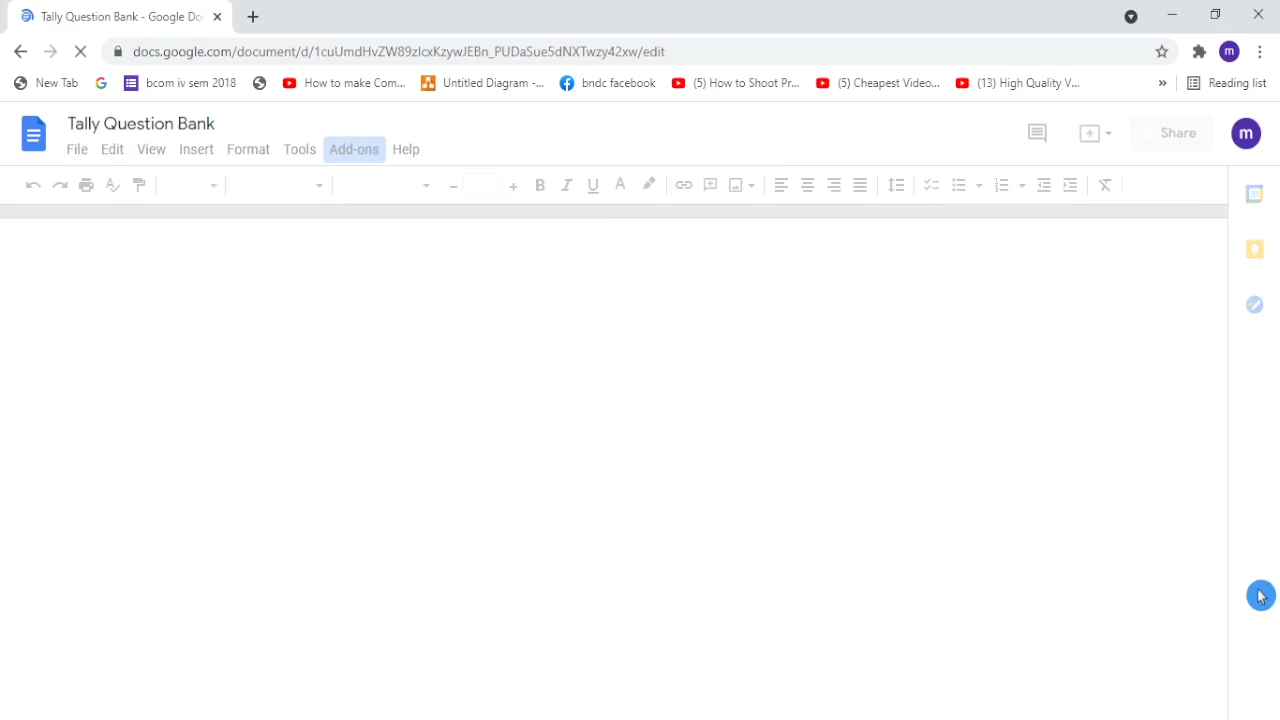 Tally Question Bank - Google Do
docs.google.com/document/d/1cuUmdHvZW89zIcxKzywJEBn_PUDaSue5dNXTwzy42xw/edit
m
New Tab
G
bcom iv sem 2018
How to make Com...
Untitled Diagram -...
bndc facebook
(5) How to Shoot Pr...
(5) Cheapest Video...
(13) High Quality V...
»
Reading list
Tally Question Bank
File Edit View Insert Format Tools Add-ons Help
Share
m
B I U A
31